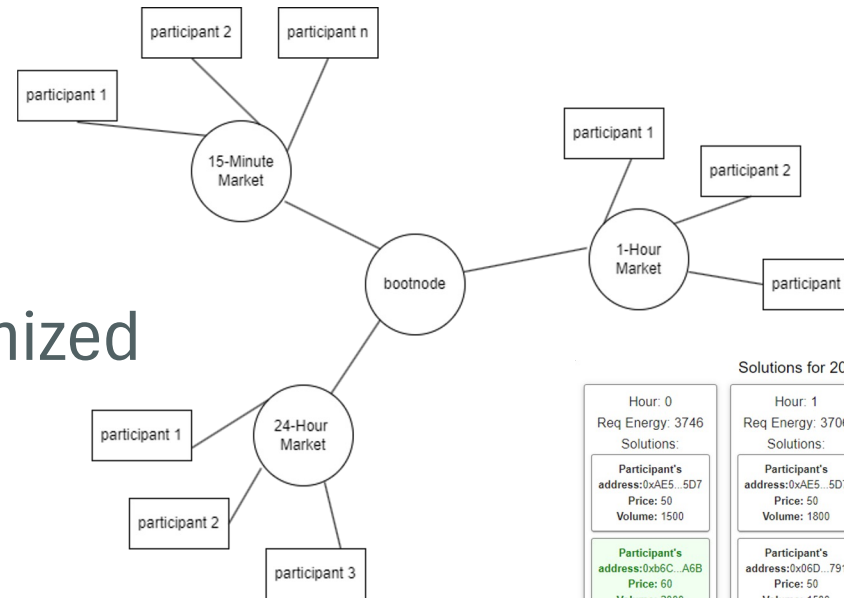 participant 2
participant n
participant 1
15-Minute
Market
participant 1
participant 2
1-Hour
Market
participant
bootnode
nized
24-Hour
Market
participant 1
participant 2
participant 3
Solutions for 20
Hour: 0
Req Energy: 3746
Solutions:
Participant's
address:0xAE5...5D7
Price: 50
Volume: 1500
Participant's
address:0xb6C...A6B
Price: 60
Hour: 1
Req Energy: 370
Solutions:
Participant's
address:0xAE5...5D7
Price: 50
Volume: 1800
Participant's
address:0x06D...791
Price: 50